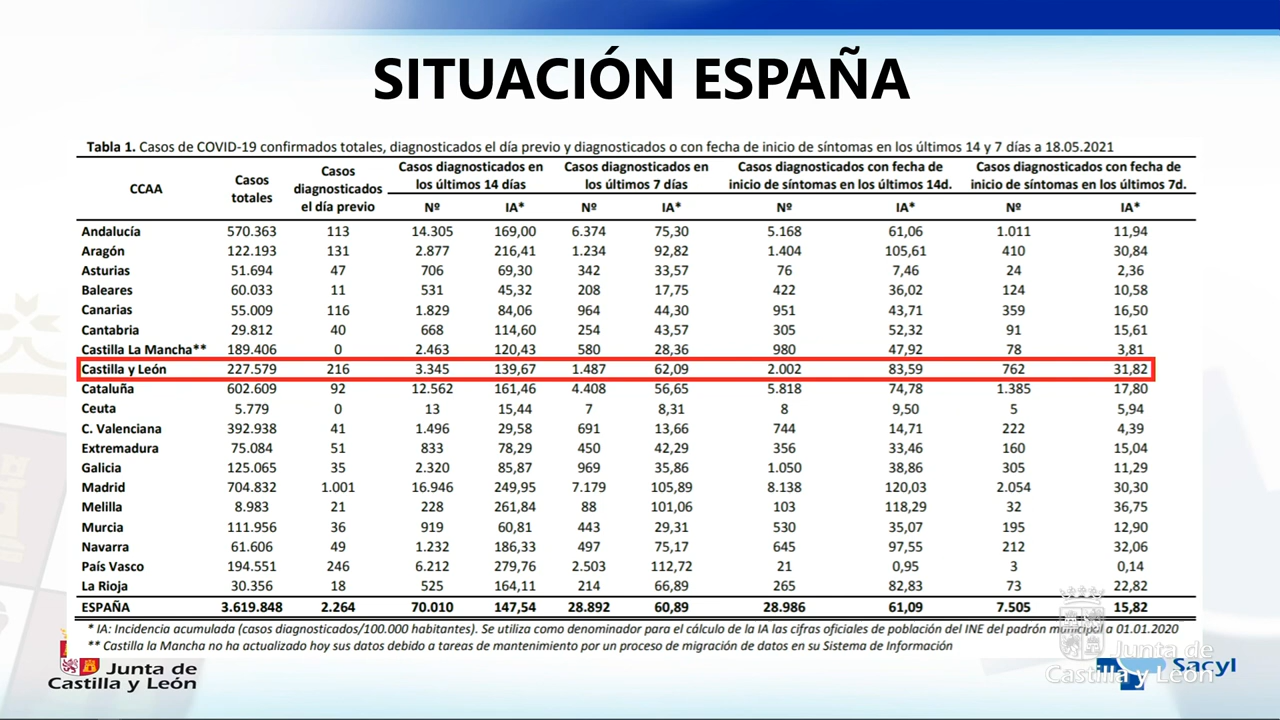 SITUACIÓN ESPAÑA
Tabla 1. Casos de COVID-19 confirmados totales, diagnosticados el día previo y diagnosticados o con fecha de inicio de síntomas en los últimos 14 y 7 días a 18.05.2021
CCAA Casos totales Casos diagnosticados el día previo Casos diagnosticados en los últimos 14 días Casos diagnosticados en los últimos 7 días Casos diagnosticados con fecha de inicio de síntomas en los últimos 14d. Casos diagnosticados con fecha de inicio de síntomas en los últimos 7d.
Nº IA* Nº IA* Nº IA* Nº IA*
Andalucía 570.363 113 14.305 169,00 6.374 75,30 5.168 61,06 1.011 11,94
Aragón 122.193 131 2.877 216,41 1.234 92,82 1.404 105,61 410 30,84
Asturias 51.694 47 706 69,30 342 33,57 76 7,46 24 2,36
Baleares 60.033 11 531 45,32 208 17,75 422 36,02 124 10,58
Canarias 55.009 116 1.829 84,06 964 44,30 951 43,71 359 16,50
Cantabria 29.812 40 668 114,60 254 43,57 305 52,32 91 15,61
Castilla La Mancha** 189.406 0 2.463 120,43 580 28,36 980 47,92 78 3,81
Castilla y León 227.579 216 3.345 139,67 1.487 62,09 2.002 83,59 762 31,82
Cataluña 602.609 92 12.562 161,46 4.408 56,65 5.818 74,78 1.385 17,80
Ceuta 5.779 0 13 15,44 7 8,31 8 9,50 5 5,94
C. Valenciana 392.938 41 1.496 29,58 691 13,66 744 14,71 222 4,39
Extremadura 75.084 51 833 78,29 450 42,29 356 33,46 160 15,04
Galicia 125.065 35 2.320 85,87 969 35,86 1.050 38,86 305 11,29
Madrid 704.832 1.001 16.946 249,95 7.179 105,89 8.138 120,03 2.054 30,30
Melilla 8.983 21 228 261,84 88 101,06 103 118,29 32 36,75
Murcia 111.956 36 919 60,81 443 29,31 530 35,07 195 12,90
Navarra 61.606 49 1.232 186,33 497 75,17 645 97,55 212 32,06
País Vasco 194.551 246 6.212 279,76 2.503 112,72 21 0,95 3 0,14
La Rioja 30.356 18 525 164,11 214 66,89 265 82,83 73 22,82
ESPAÑA 3.619.848 2.264 70.010 147,54 28.892 60,89 28.986 61,09 7.505 15,82
* IA: Incidencia acumulada (casos diagnosticados/100.000 habitantes). Se utiliza como denominador para el cálculo de la IA las cifras oficiales de población del INE del padrón municipal a 01.01.2020
** Castilla la Mancha no ha actualizado hoy sus datos debido a tareas de mantenimiento por un proceso de migración de datos en su Sistema de Información
Junta de
Castilla y León
Junta de
Castilla y León
Sacyl